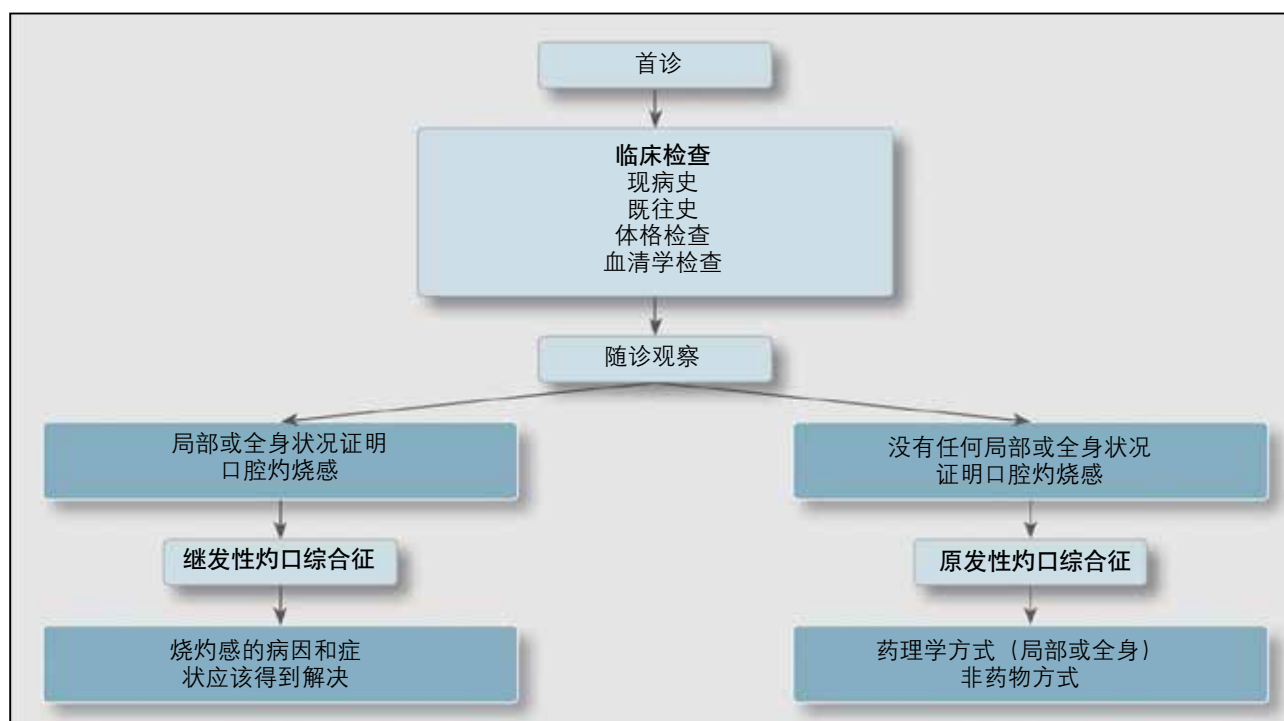 首诊
临床检查
现病史
既往史
体格检查
血清学检查
随诊观察
局部或全身状况证明
口腔灼烧感
没有任何局部或全身状况
证明口腔灼烧感
继发性灼口综合征
原发性灼口综合征
烧灼感的病因和症
状应该得到解决
药理学方式（局部或全身）
非药物方式